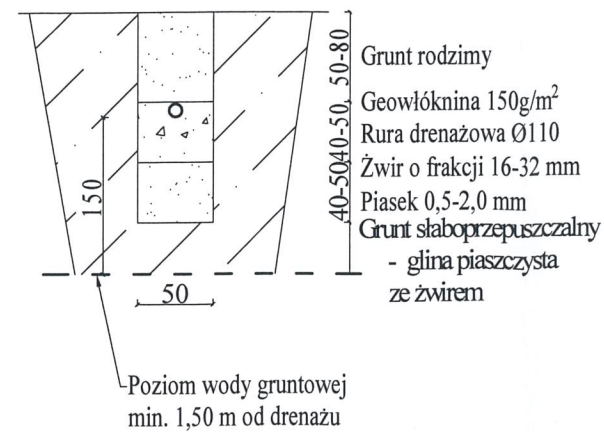 50-80
40-50
40-50
Grunt rodzimy
Geowłóknina 150g/m²
Rura drenażowa Ø110
Żwir o frakcji 16-32 mm
Piasek 0,5-2,0 mm
Grunt słaboprzepuszczalny
- glina piaszczysta
ze żwirem
150
50
Poziom wody gruntowej
min. 1,50 m od drenażu